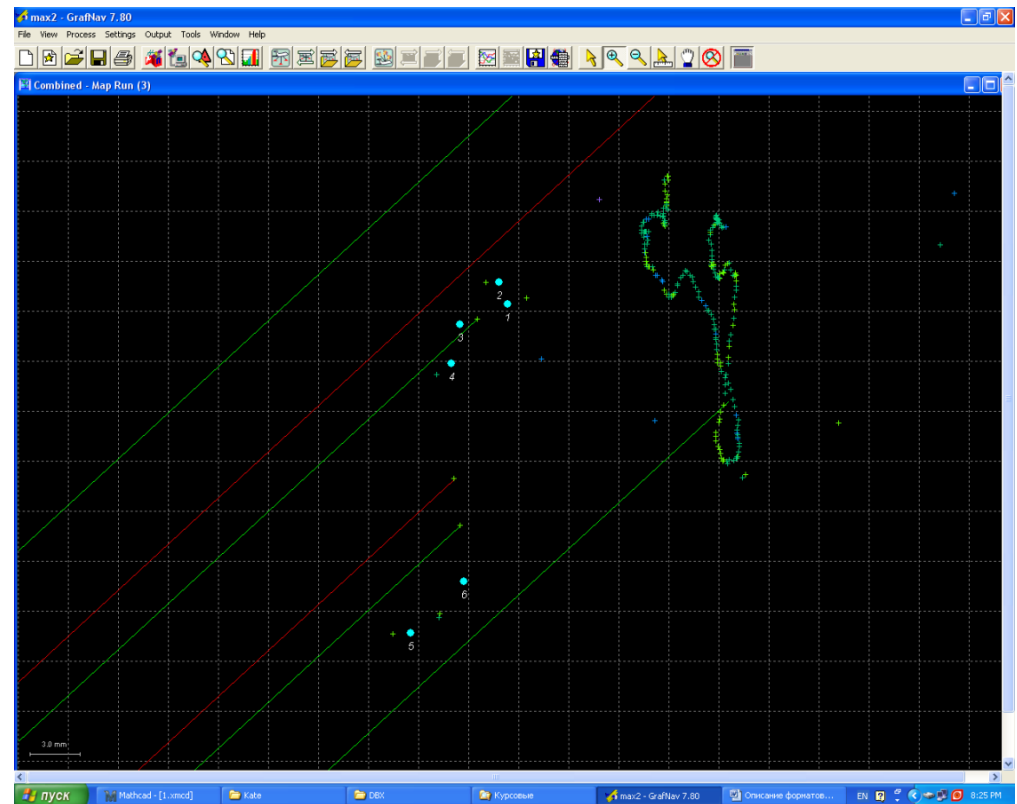 max2 - GrafNav 7.80
File View Process Settings Output Tools Window Help
Combined - Map Run (3)
2
1
3
4
6
5
3.0 mm
пуск Mathcad - [1.xmcd] Kate DBX Курсовые max2 - GrafNav 7.80 Описание форматов... EN 8:25 PM